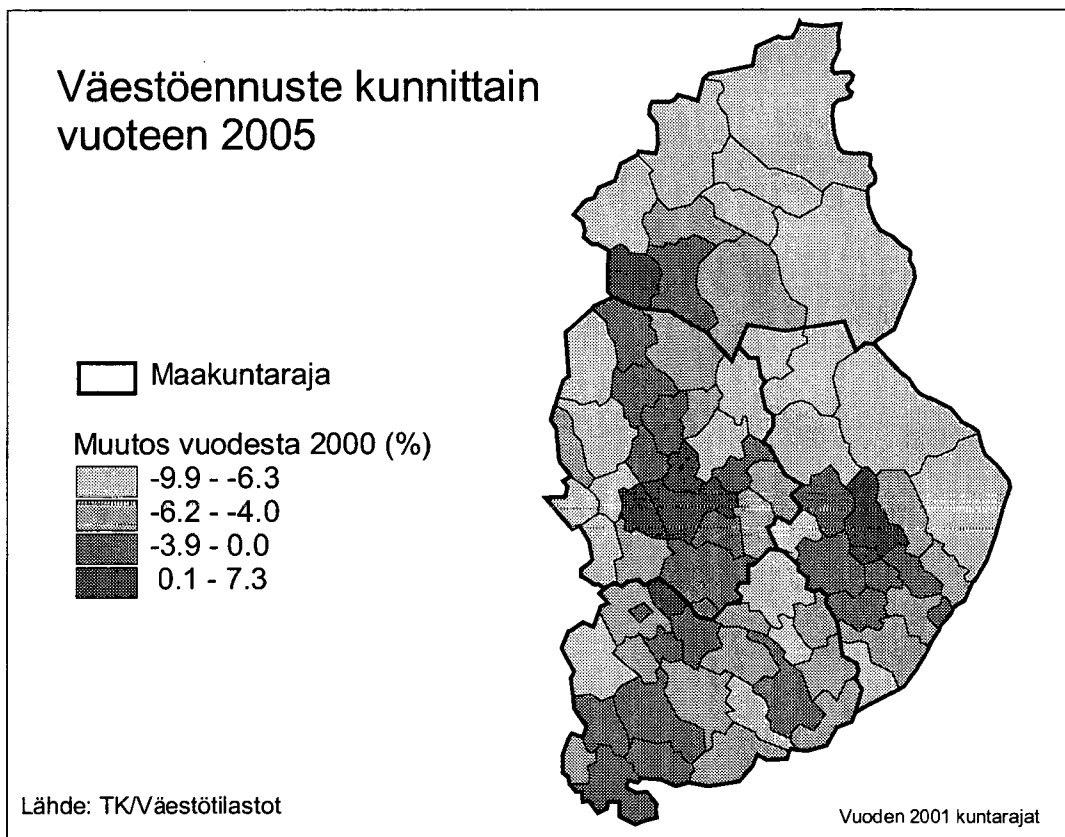 Väestöennuste kunnittain
vuoteen 2005
Maakuntaraja
Muutos vuodesta 2000 (%)
-9.9 - -6.3
-6.2 - -4.0
-3.9 - 0.0
0.1 - 7.3
Lähde: TK/Väestötilastot
Vuoden 2001 kuntarajat